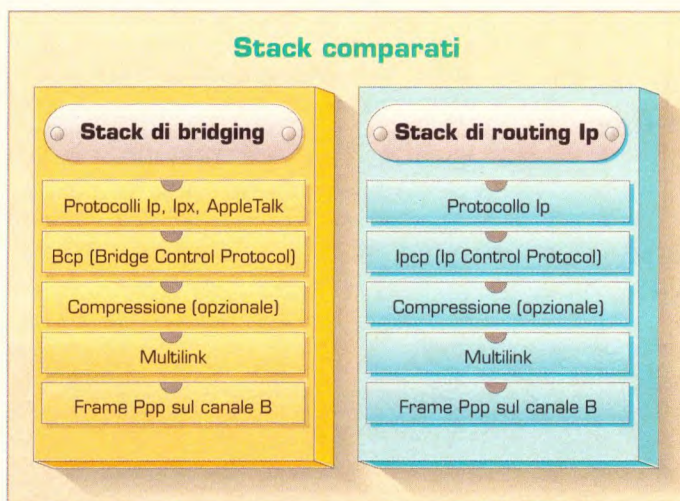 Stack comparati
Stack di bridging
Protocolli Ip, Ipx, AppleTalk
Bcp (Bridge Control Protocol)
Compressione (opzionale)
Multilink
Frame Ppp sul canale B
Stack di routing Ip
Protocollo Ip
Ipcp (Ip Control Protocol)
Compressione (opzionale)
Multilink
Frame Ppp sul canale B